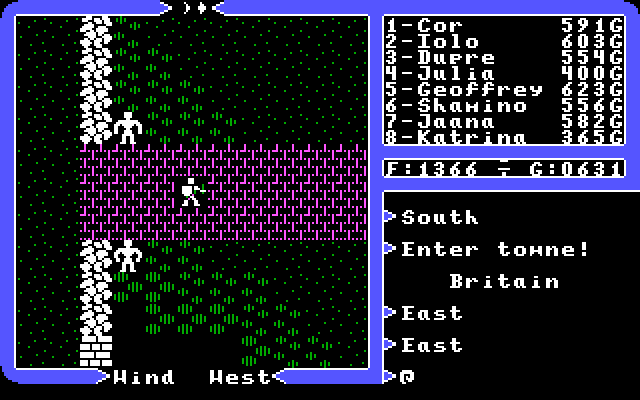 1-Cor 591G
2-Iolo 603G
3-Dupre 554G
4-Julia 400G
5-Geoffrey 623G
6-Shamino 556G
7-Jaana 582G
8-Katrina 365G
F:1366 G:0631
South
Enter towne!
Britain
East
East
@
Wind West